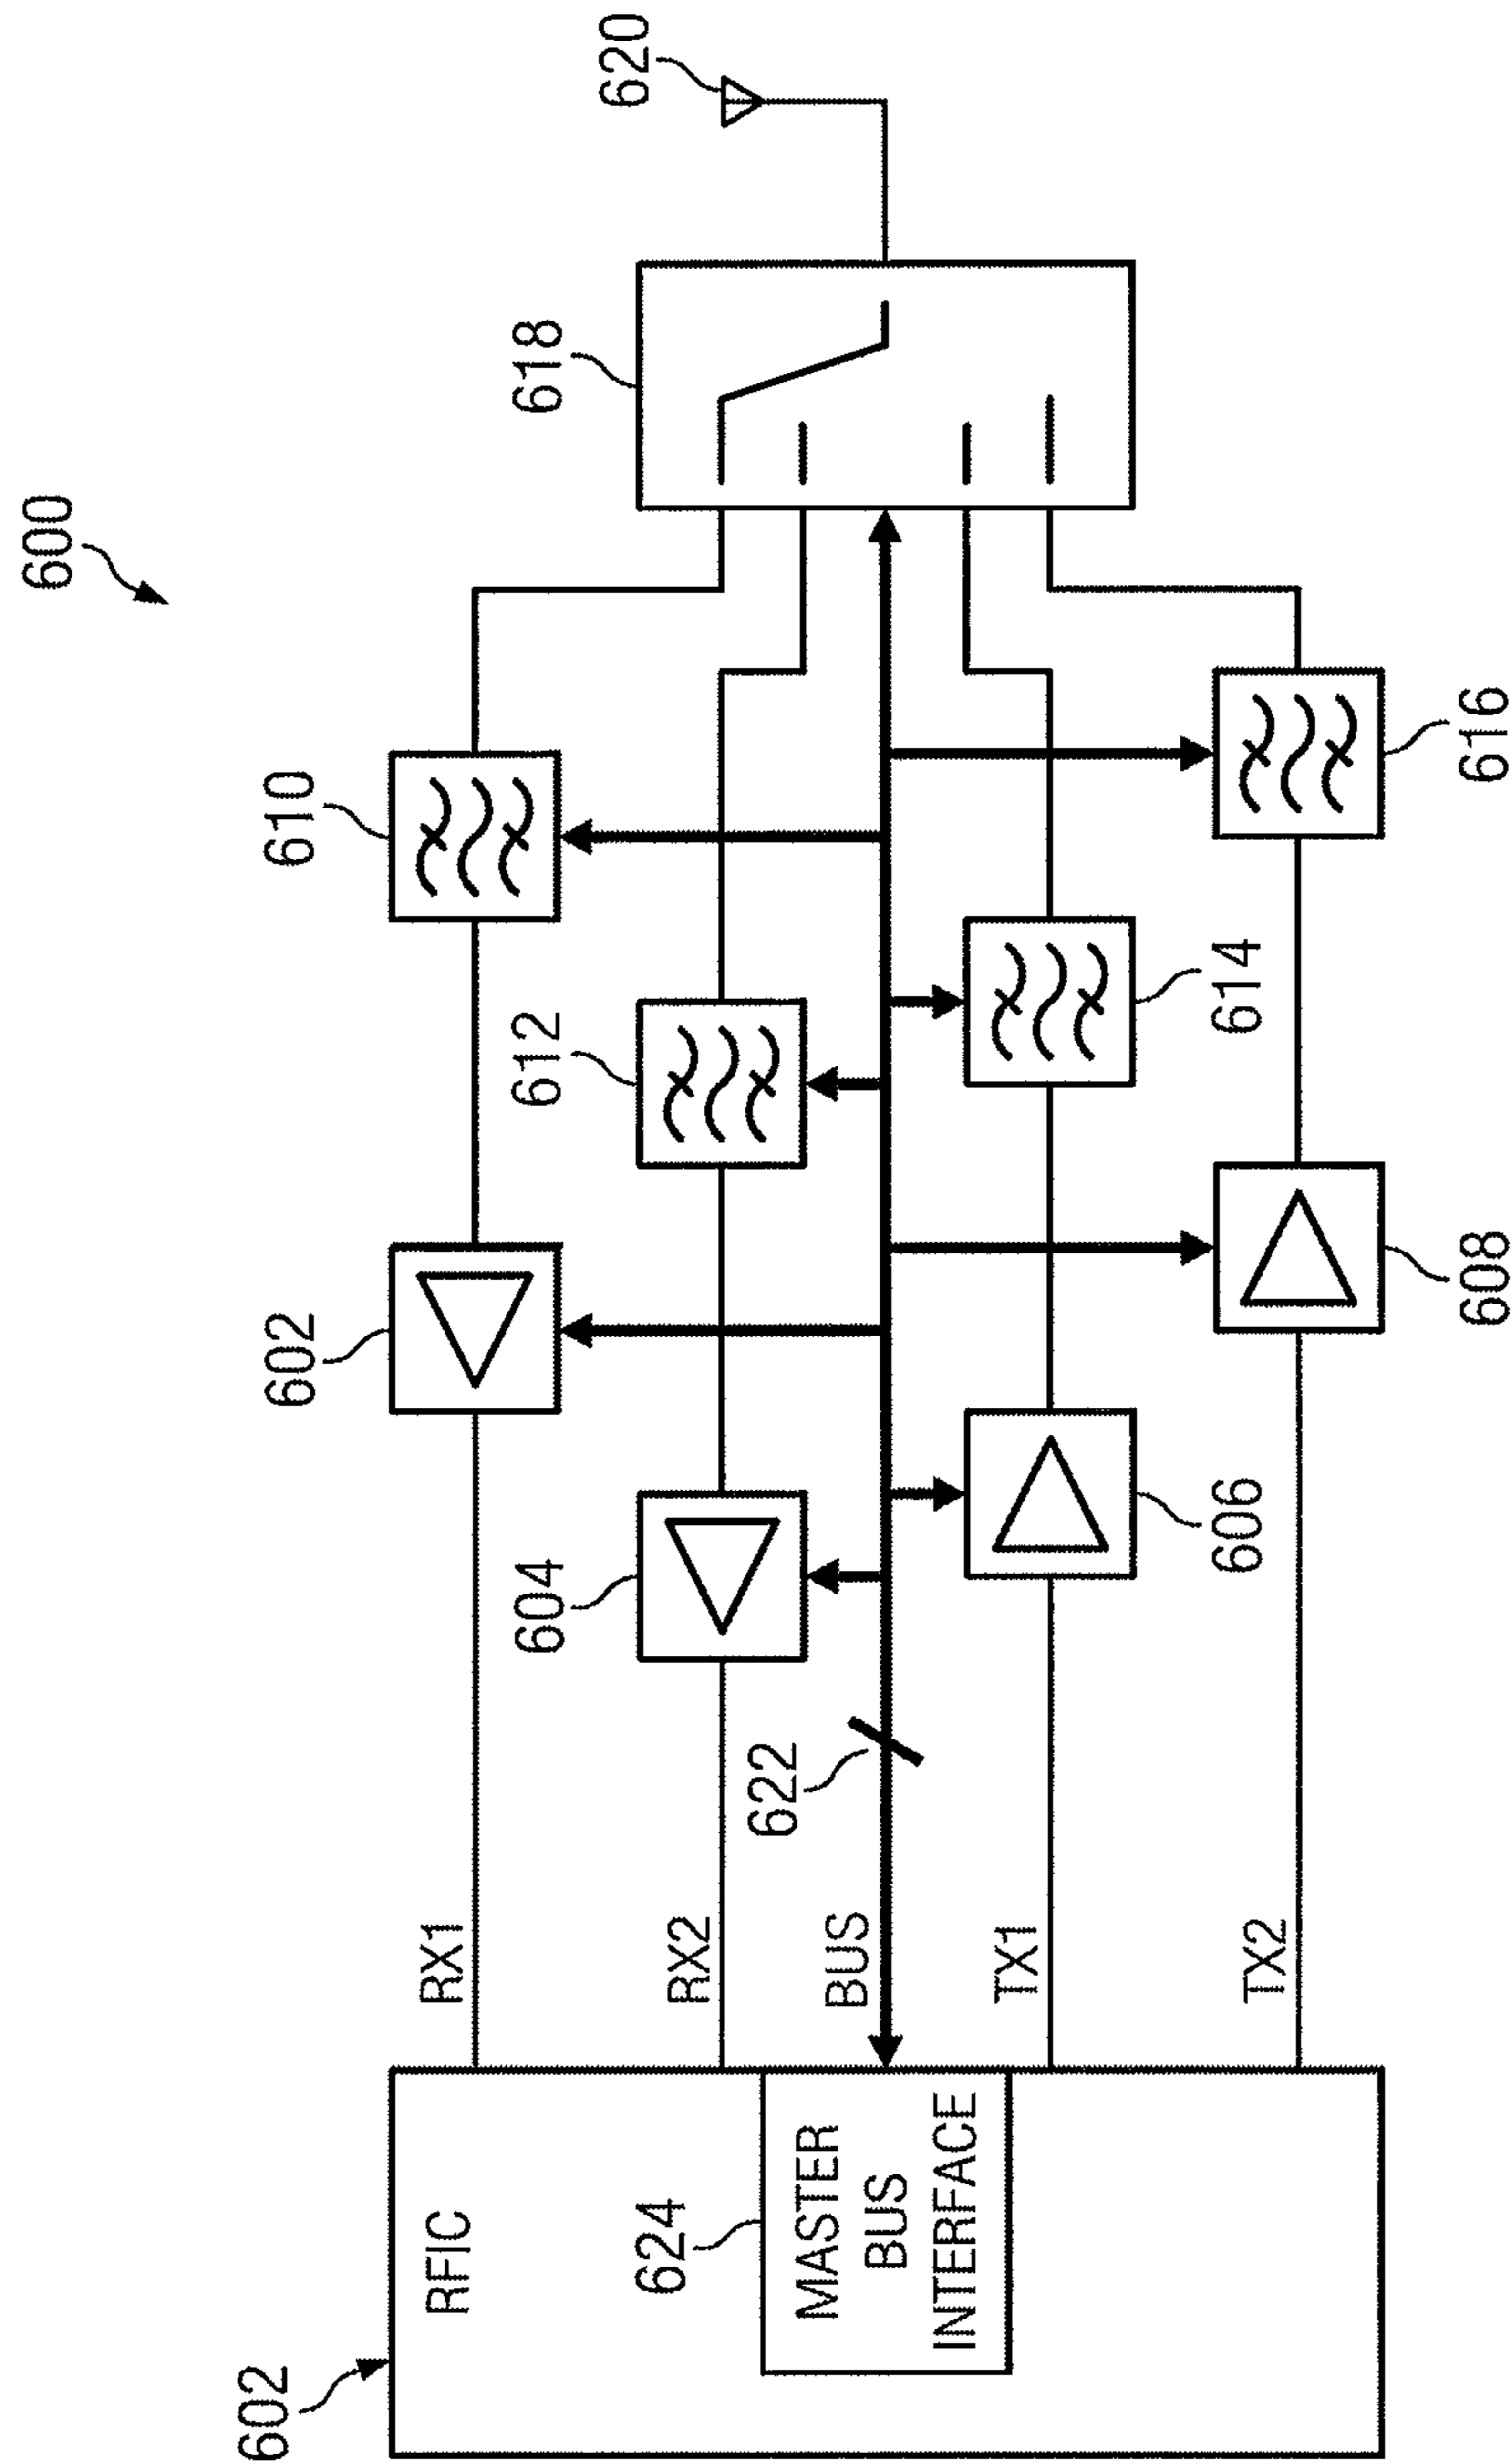 600
602
RFIC
624
MASTER
BUS
INTERFACE
RX1
RX2
BUS
TX1
TX2
622
604
602
606
608
612
610
614
616
618
620